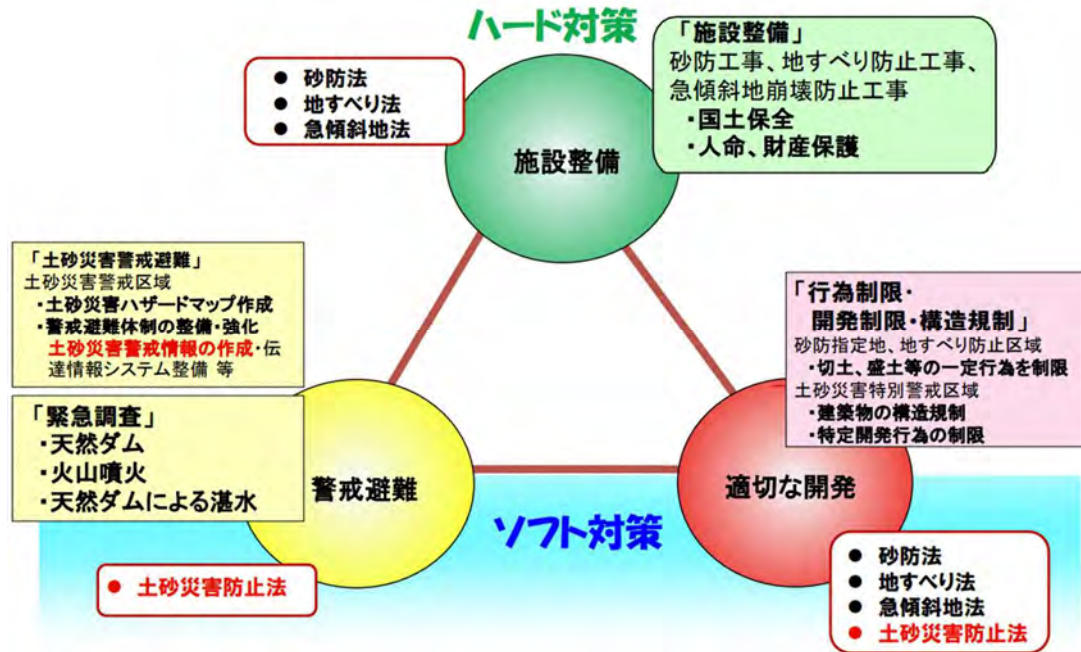 ハード対策
● 砂防法
● 地すべり法
● 急傾斜地法
「施設整備」
砂防工事、地すべり防止工事、
急傾斜地崩壊防止工事
・国土保全
・人命、財産保護
施設整備
「土砂災害警戒避難」
土砂災害警戒区域
・土砂災害ハザードマップ作成
・警戒避難体制の整備・強化
土砂災害警戒情報の作成・伝
達情報システム整備 等
「緊急調査」
・天然ダム
・火山噴火
・天然ダムによる湛水
警戒避難
● 土砂災害防止法
ソフト対策
「行為制限・
開発制限・構造規制」
砂防指定地、地すべり防止区域
・切土、盛土等の一定行為を制限
土砂災害特別警戒区域
・建築物の構造規制
・特定開発行為の制限
適切な開発
● 砂防法
● 地すべり法
● 急傾斜地法
● 土砂災害防止法